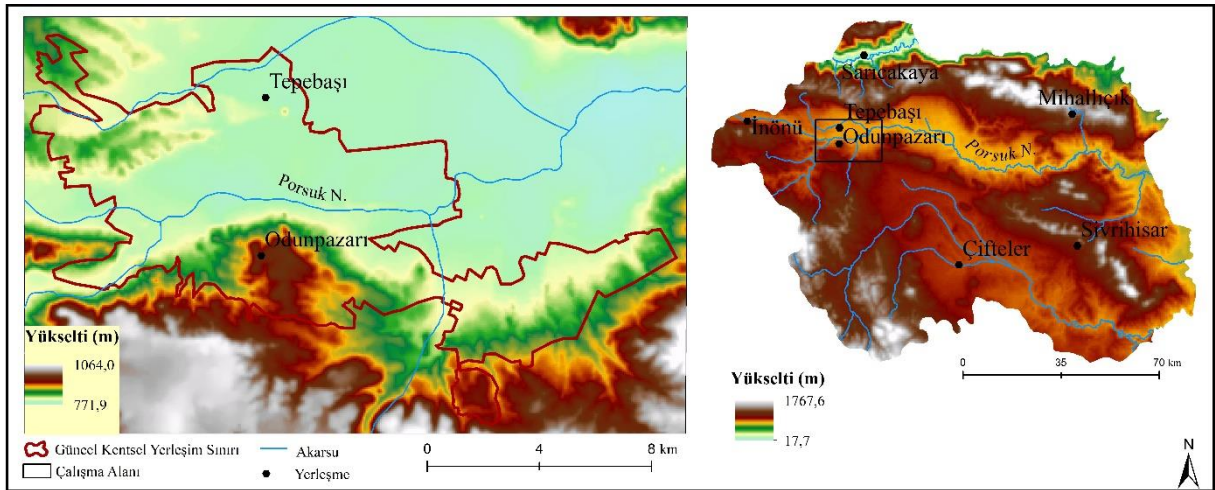 Tepebaşı
Porsuk N.
Odunpazarı
Yükselti (m)
1064,0
771,9
Güncel Kentsel Yerleşim Sınırı
Çalışma Alanı
Akarsu
Yerleşme
0 4 8 km
Sarıcakaya
Mihallıçık
Tepebaşı
İnönü
Odunpazarı
Porsuk N.
Sivrihisar
Çifteler
0 35 70 km
Yükselti (m)
1767,6
17,7
N